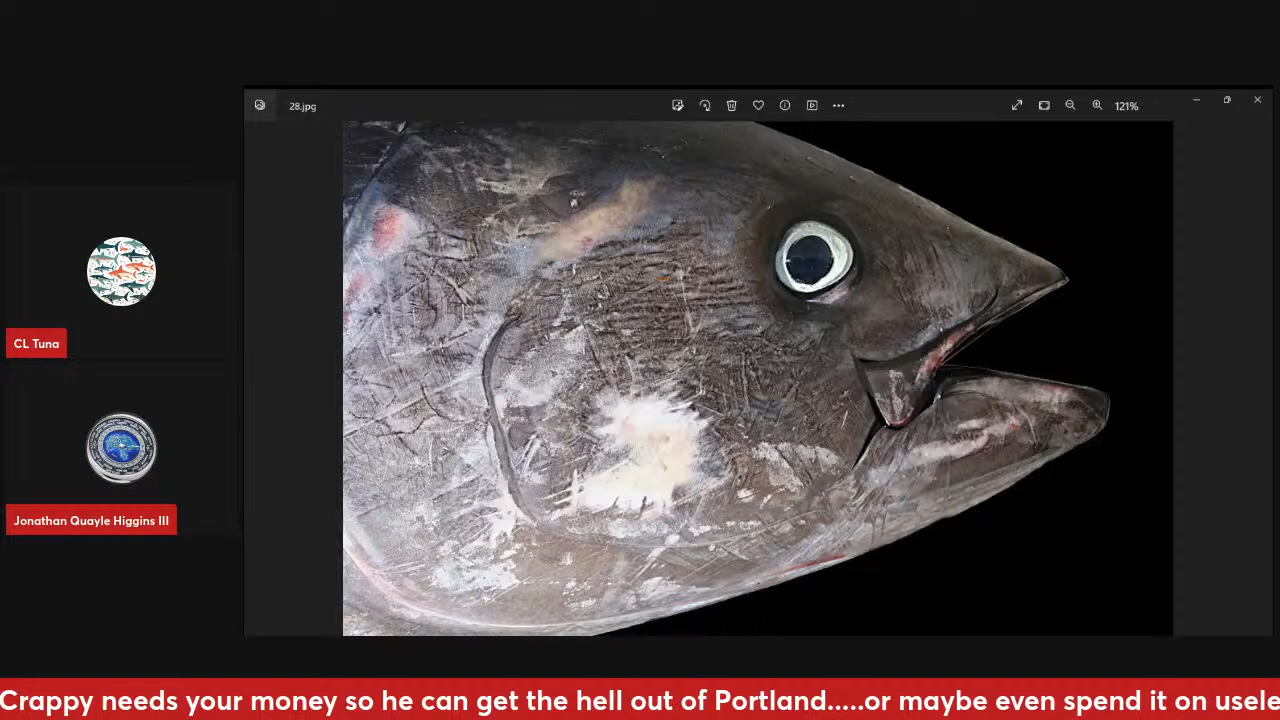 28.jpg
121%
CL Tuna
Jonathan Quayle Higgins III
Crappy needs your money so he can get the hell out of Portland.....or maybe even spend it on usele